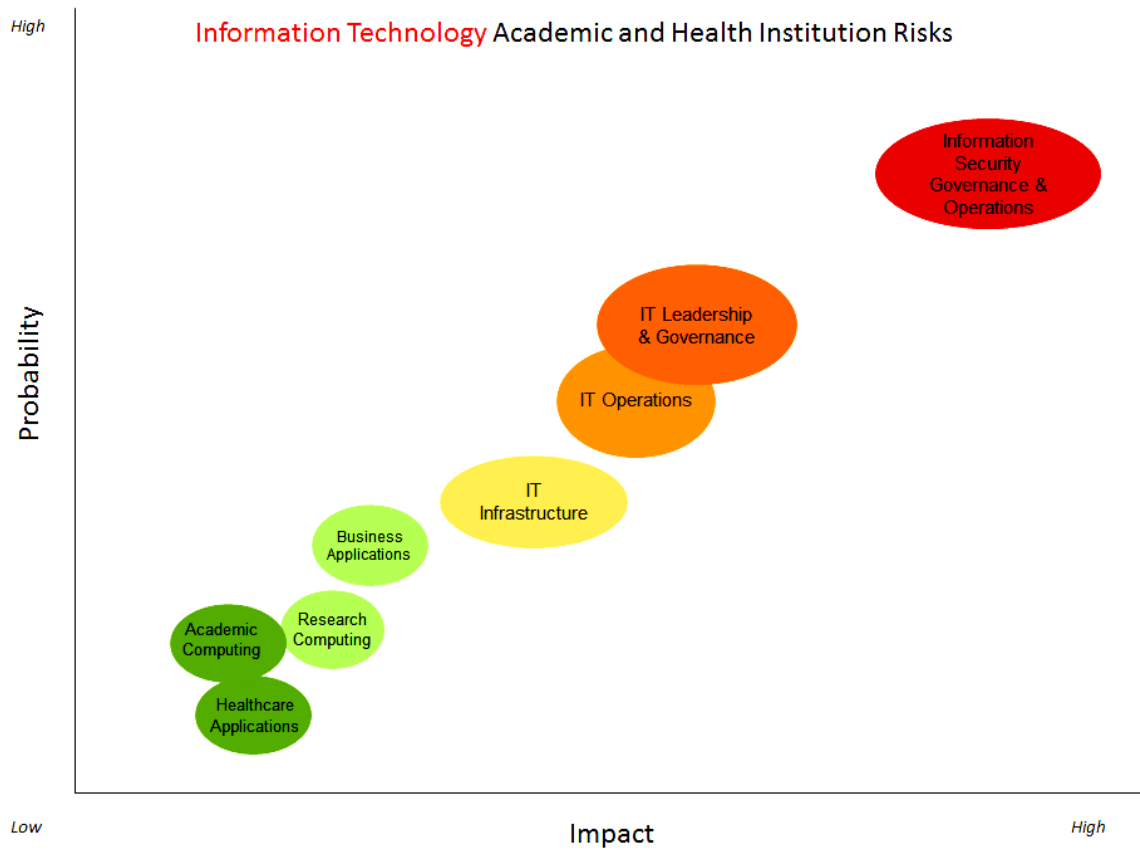 High
Information Technology Academic and Health Institution Risks
Information
Security
Governance &
Operations
IT Leadership
& Governance
Probability
IT Operations
IT
Infrastructure
Business
Applications
Research
Computing
Academic
Computing
Healthcare
Applications
Low
Impact
High